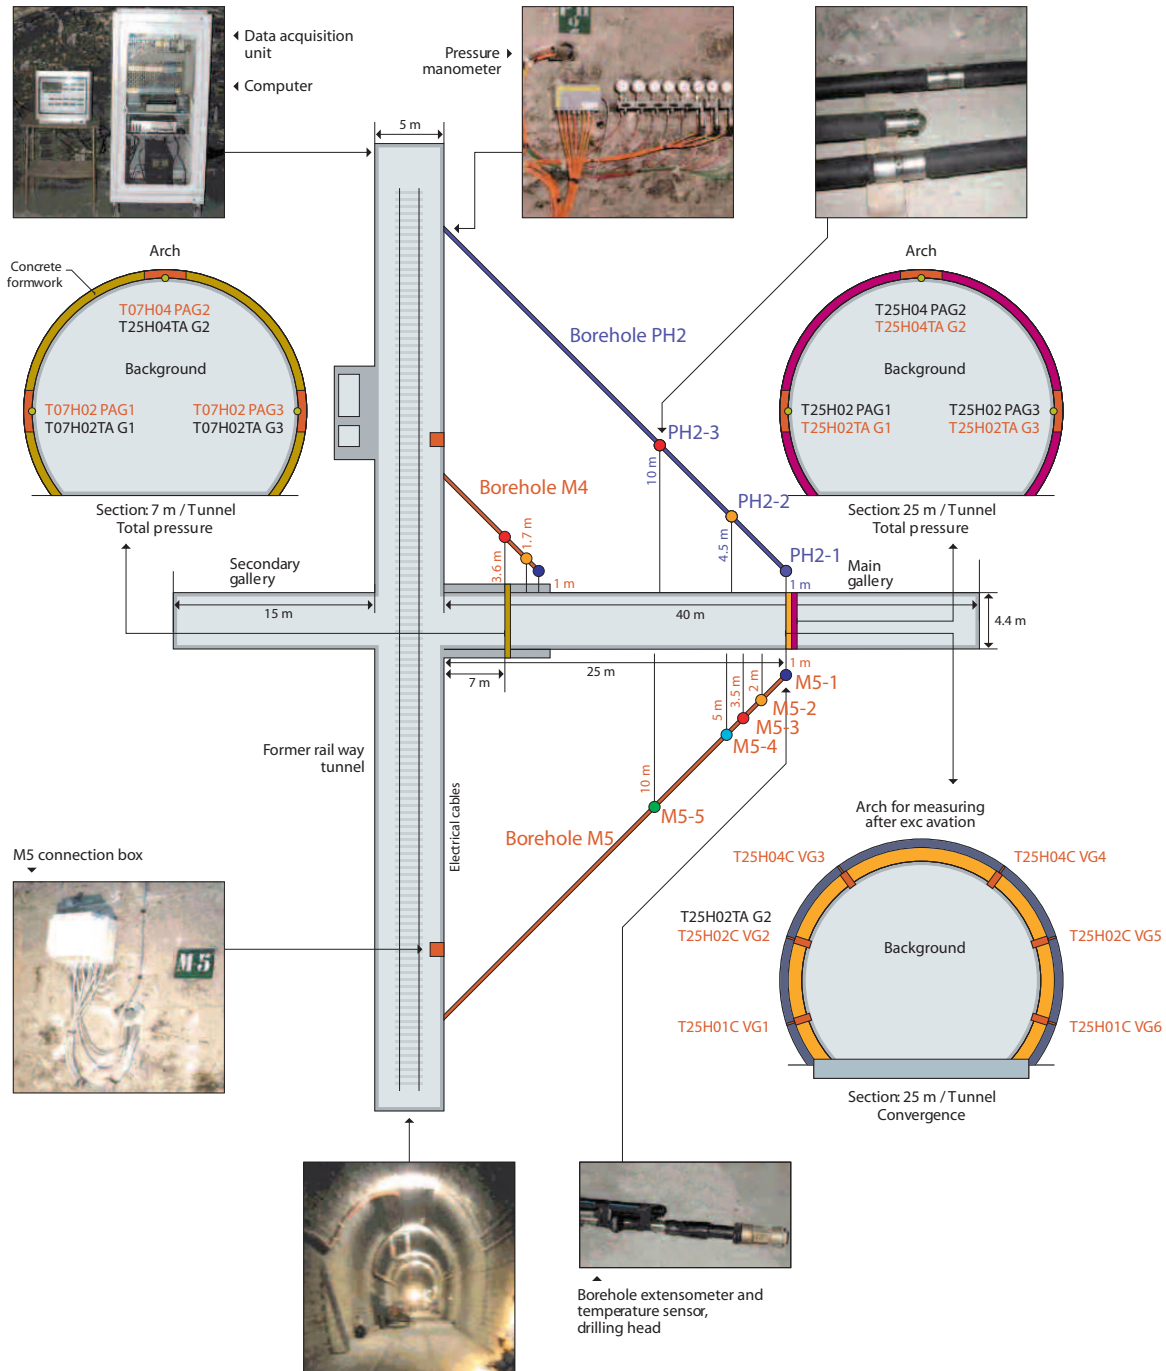 Data acquisition
unit
Computer
Pressure
manometer
5 m
Arch
Concrete
formwork
T07H04 PAG2
T25H04TA G2
Background
T07H02 PAG1
T07H02TA G1
T07H02 PAG3
T07H02TA G3
Section: 7 m / Tunnel
Total pressure
Borehole PH2
PH2-3
10 m
PH2-2
4.5 m
PH2-1
1 m
Arch
T25H04 PAG2
T25H04TA G2
Background
T25H02 PAG1
T25H02TA G1
T25H02 PAG3
T25H02TA G3
Section: 25 m / Tunnel
Total pressure
Borehole M4
3.6 m
1.7 m
1 m
Secondary
gallery
Main
gallery
15 m
40 m
4.4 m
7 m
25 m
1 m
M5-1
2 m
M5-2
3.5 m
M5-3
5 m
M5-4
10 m
M5-5
Borehole M5
Former rail way
tunnel
Electrical cables
M5 connection box
M-5
Arch for measuring
after exc avation
T25H04C VG3
T25H04C VG4
T25H02TA G2
T25H02C VG2
T25H02C VG5
Background
T25H01C VG1
T25H01C VG6
Section: 25 m / Tunnel
Convergence
Borehole extensometer and
temperature sensor,
drilling head